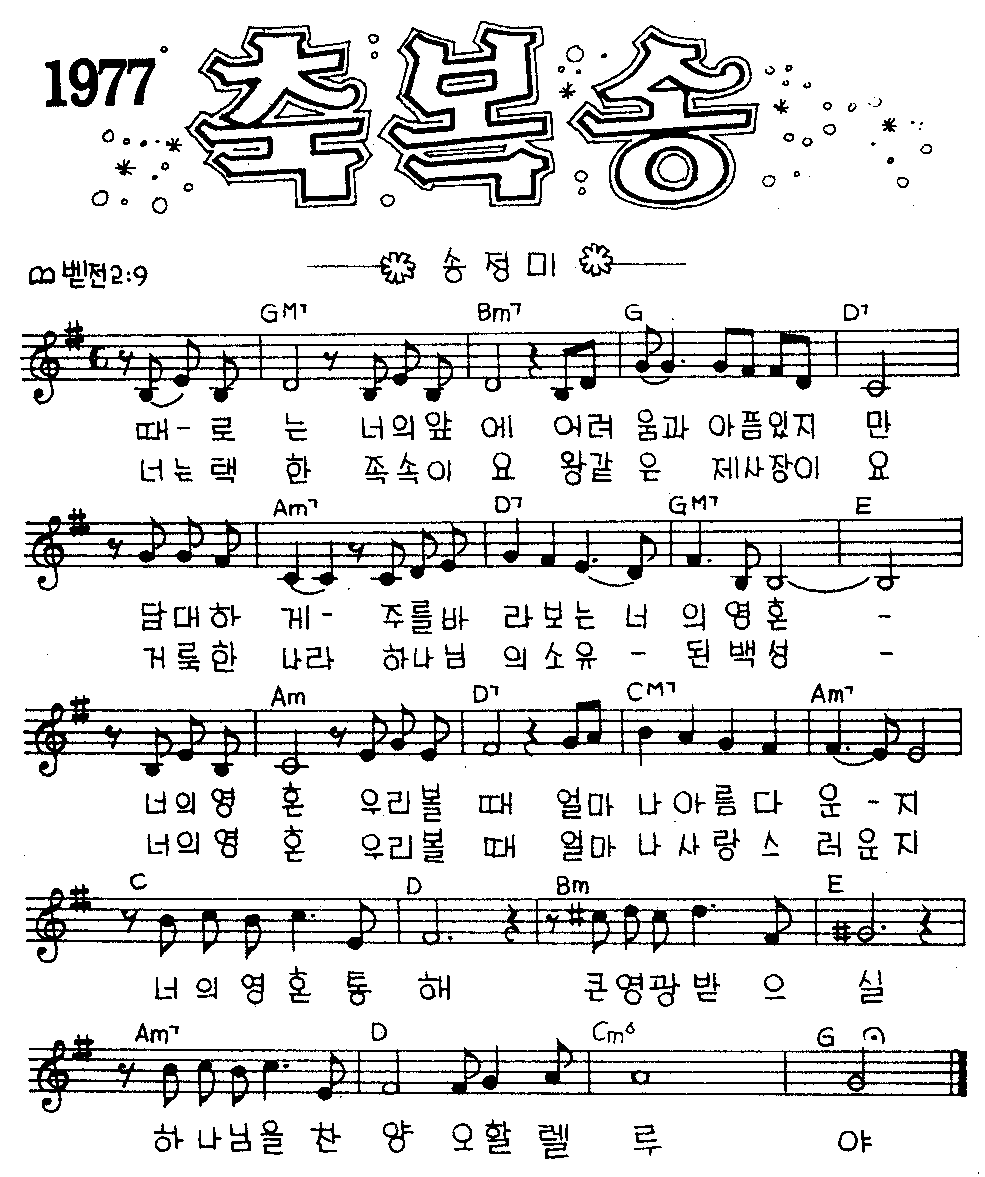 1977 축복송
송정미
B 벧전2:9
GM7 Bm7 G D7
때-로 는 너의앞 에 어려 움과 아픔있지 만
너는택 한 족속이 요 왕같 은 제사장이 요
Am7 D7 GM7 E
담대하 게- 주를바 라보는 너 의 영혼 -
거룩한 나라 하나님 의소유 - 된 백성 -
Am D7 CM7 Am7
너의영 혼 우리볼 때 얼마 나아름다 운-지
너의영 혼 우리볼 때 얼마 나사랑스 러운지
C D Bm E
너의영혼 통 해 큰영광받 으 실
Am7 D Cm6 G
하나님을 찬 양 오할렐 루 야